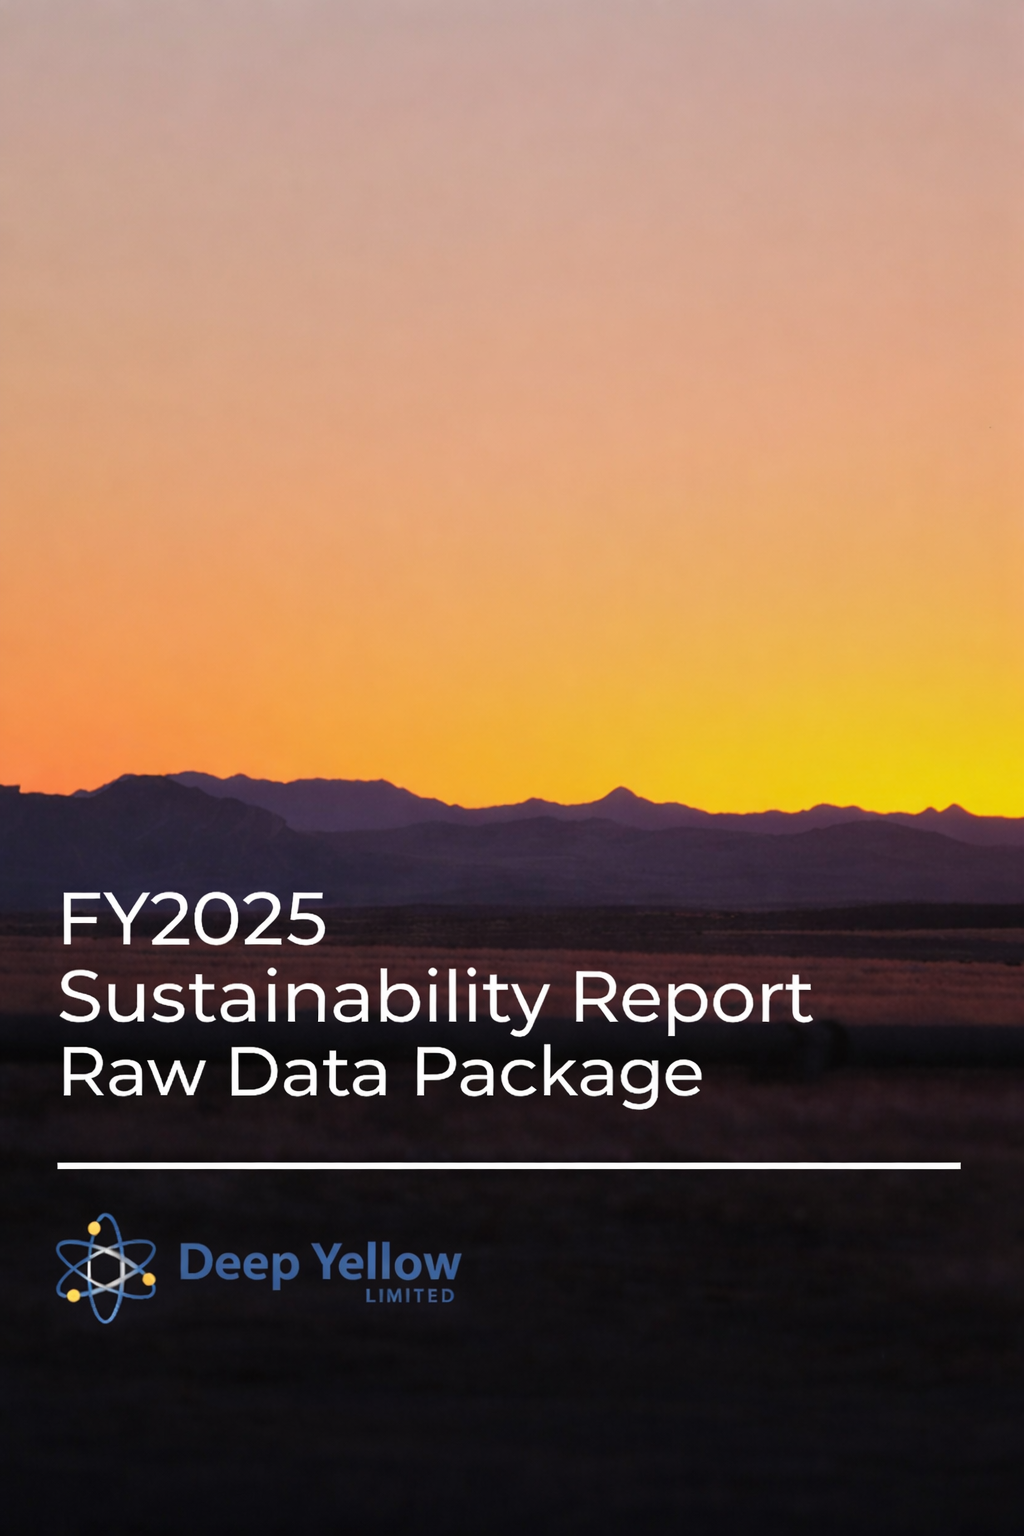 FY2025
Sustainability Report
Raw Data Package
Deep Yellow
LIMITED